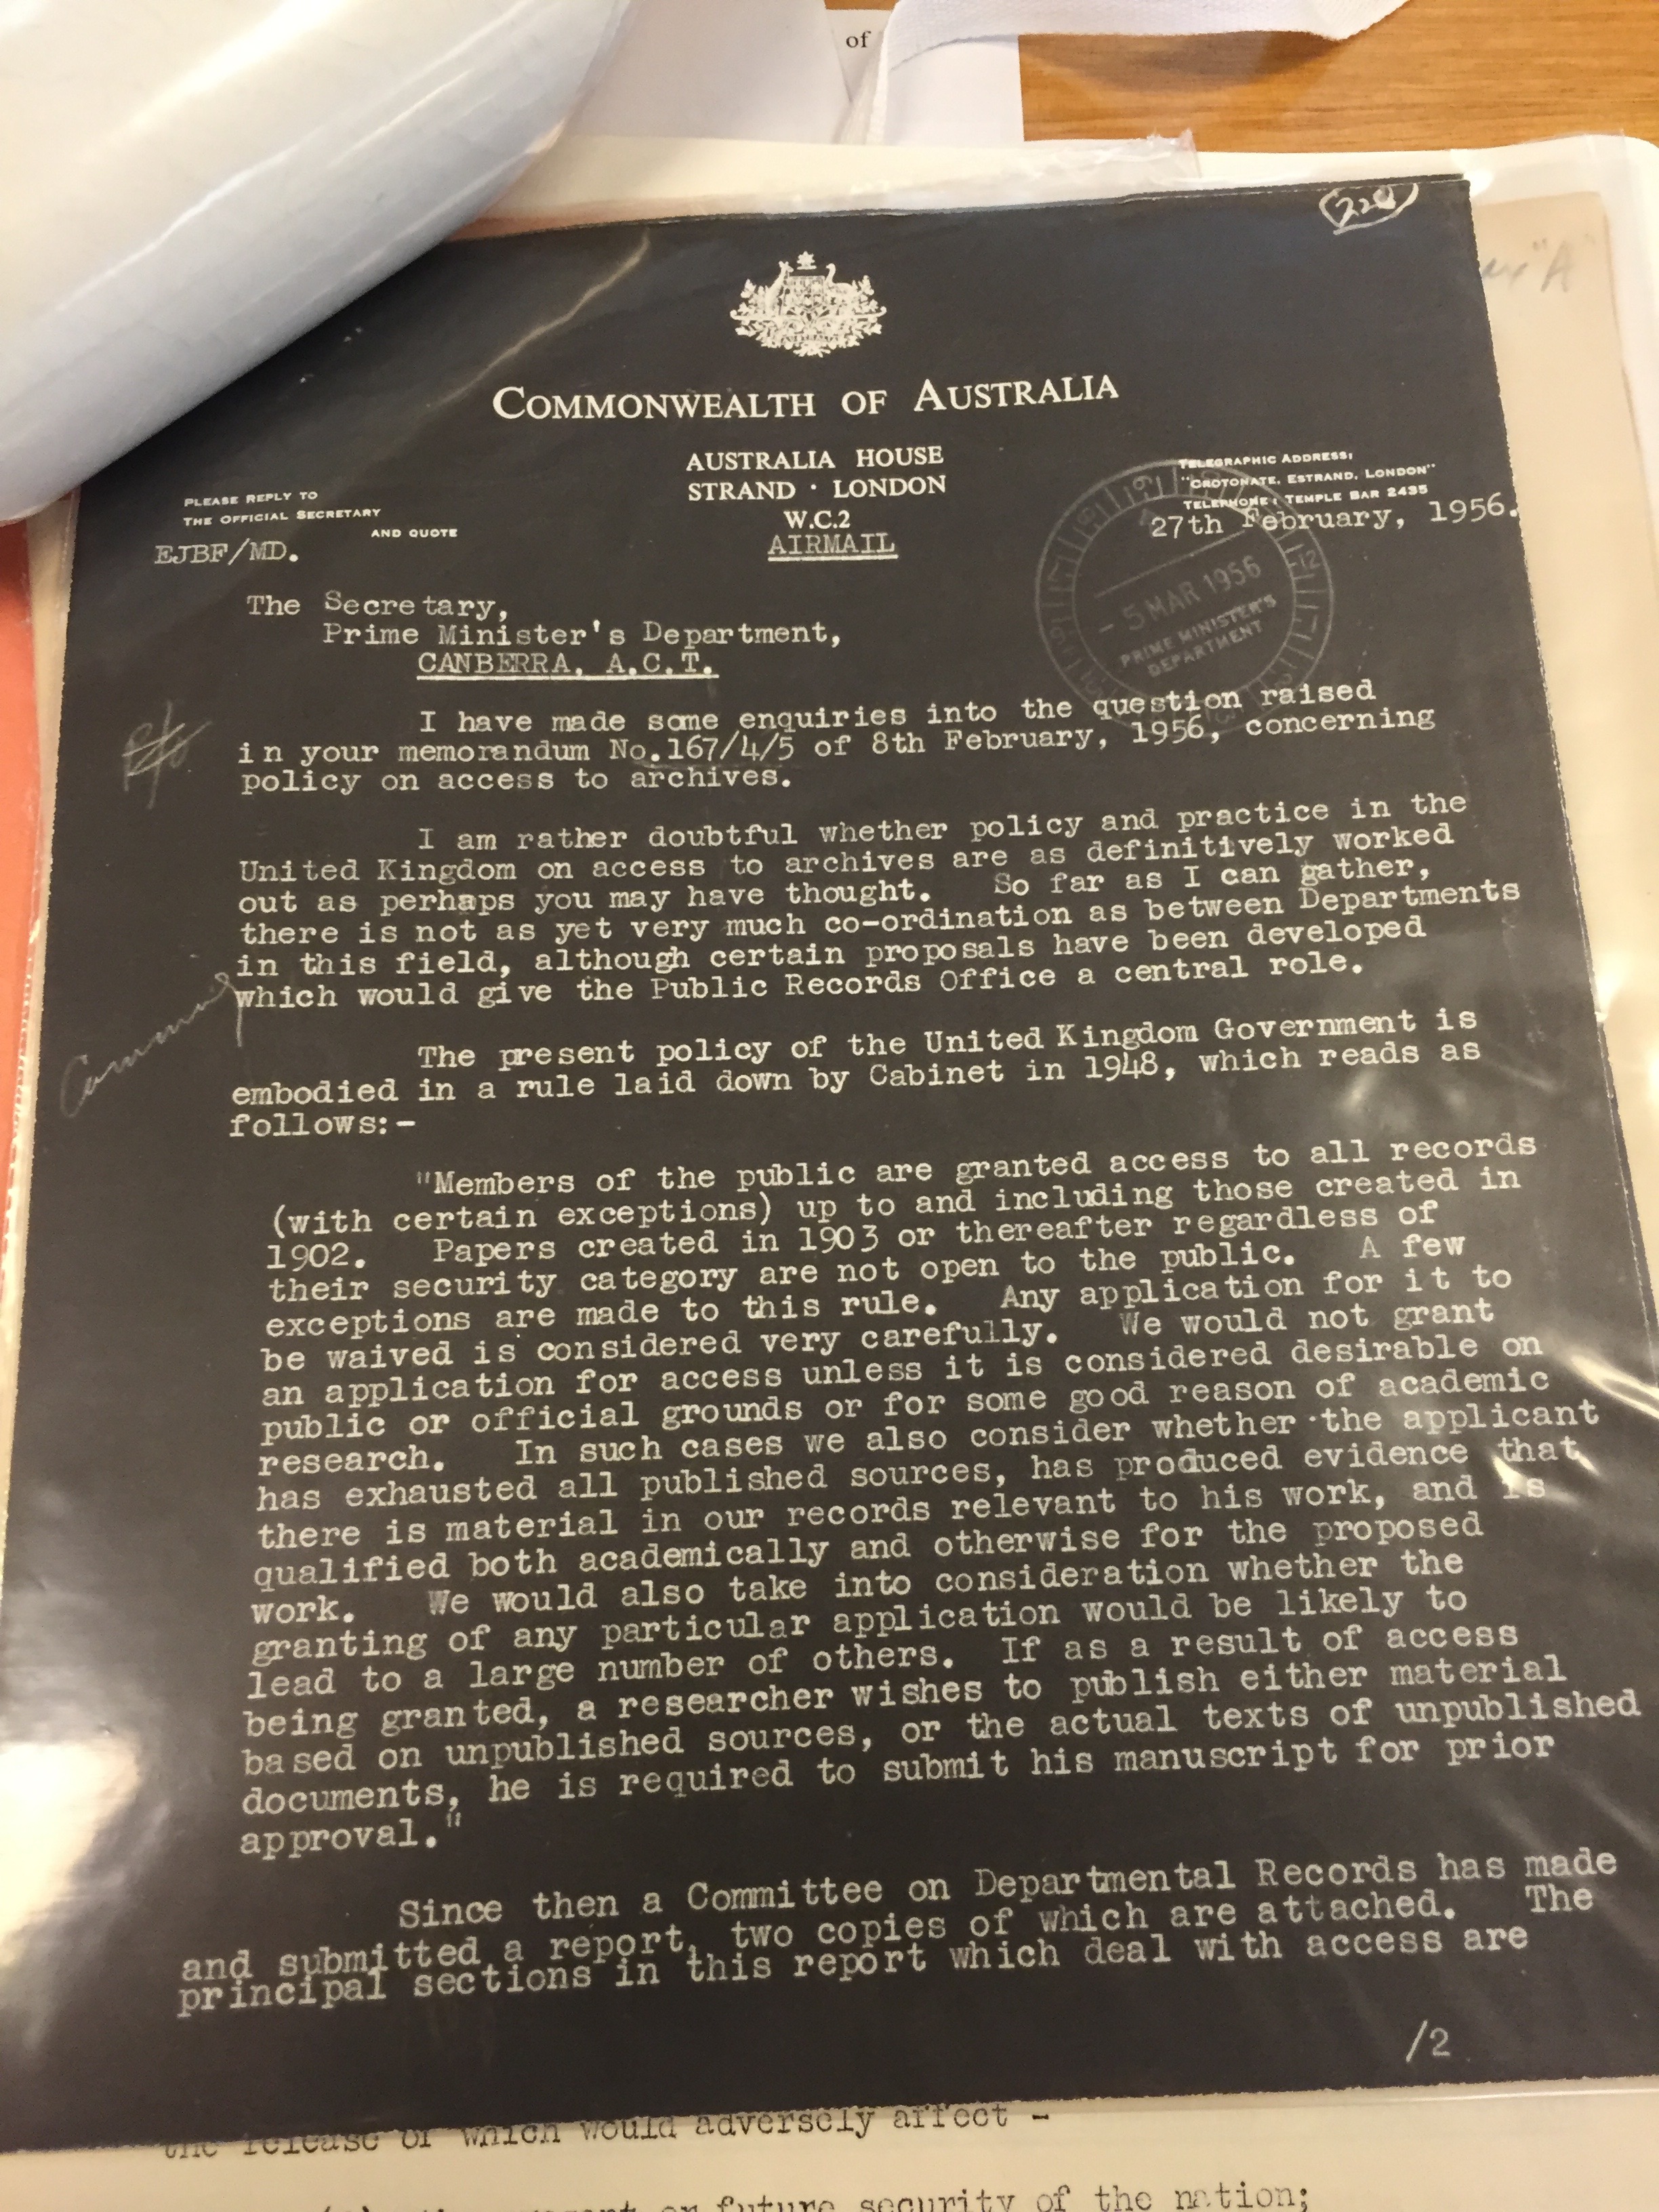 of
"A"
220
COMMONWEALTH OF AUSTRALIA
AUSTRALIA HOUSE
STRAND · LONDON
W.C.2
AIRMAIL
PLEASE REPLY TO
THE OFFICIAL SECRETARY
AND QUOTE
EJBF/MD.
TELEGRAPHIC ADDRESS:
"CROTONATE, ESTRAND, LONDON"
TELEPHONE: TEMPLE BAR 2435
27th February, 1956.
- 5 MAR 1956
PRIME MINISTER'S
DEPARTMENT
The Secretary,
Prime Minister's Department,
CANBERRA, A.C.T.
I have made some enquiries into the question raised
in your memorandum No.167/4/5 of 8th February, 1956, concerning
policy on access to archives.
I am rather doubtful whether policy and practice in the
United Kingdom on access to archives are as definitively worked
out as perhaps you may have thought. So far as I can gather,
there is not as yet very much co-ordination as between Departments
in this field, although certain proposals have been developed
which would give the Public Records Office a central role.
The present policy of the United Kingdom Government is
embodied in a rule laid down by Cabinet in 1948, which reads as
follows:-
"Members of the public are granted access to all records
(with certain exceptions) up to and including those created in
1902. Papers created in 1903 or thereafter regardless of
their security category are not open to the public. A few
exceptions are made to this rule. Any application for it to
be waived is considered very carefully. We would not grant
an application for access unless it is considered desirable on
public or official grounds or for some good reason of academic
research. In such cases we also consider whether the applicant
has exhausted all published sources, has produced evidence that
there is material in our records relevant to his work, and is
qualified both academically and otherwise for the proposed
work. We would also take into consideration whether the
granting of any particular application would be likely to
lead to a large number of others. If as a result of access
being granted, a researcher wishes to publish either material
based on unpublished sources, or the actual texts of unpublished
documents, he is required to submit his manuscript for prior
approval."
Since then a Committee on Departmental Records has made
and submitted a report, two copies of which are attached. The
principal sections in this report which deal with access are
/2
the release of which would adversely affect -
or future security of the nation;